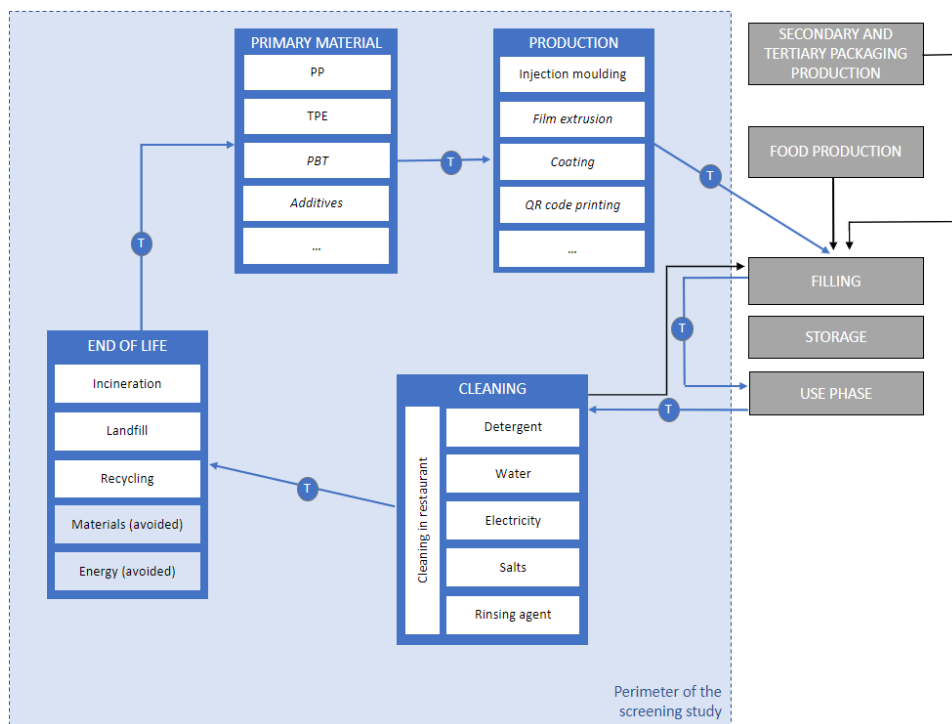 PRIMARY MATERIAL
PP
TPE
PBT
Additives
...
T
PRODUCTION
Injection moulding
Film extrusion
Coating
QR code printing
...
T
SECONDARY AND
TERTIARY PACKAGING
PRODUCTION
FOOD PRODUCTION
FILLING
STORAGE
USE PHASE
T
T
T
END OF LIFE
Incineration
Landfill
Recycling
Materials (avoided)
Energy (avoided)
T
CLEANING
Cleaning in restaurant
Detergent
Water
Electricity
Salts
Rinsing agent
Perimeter of the
screening study